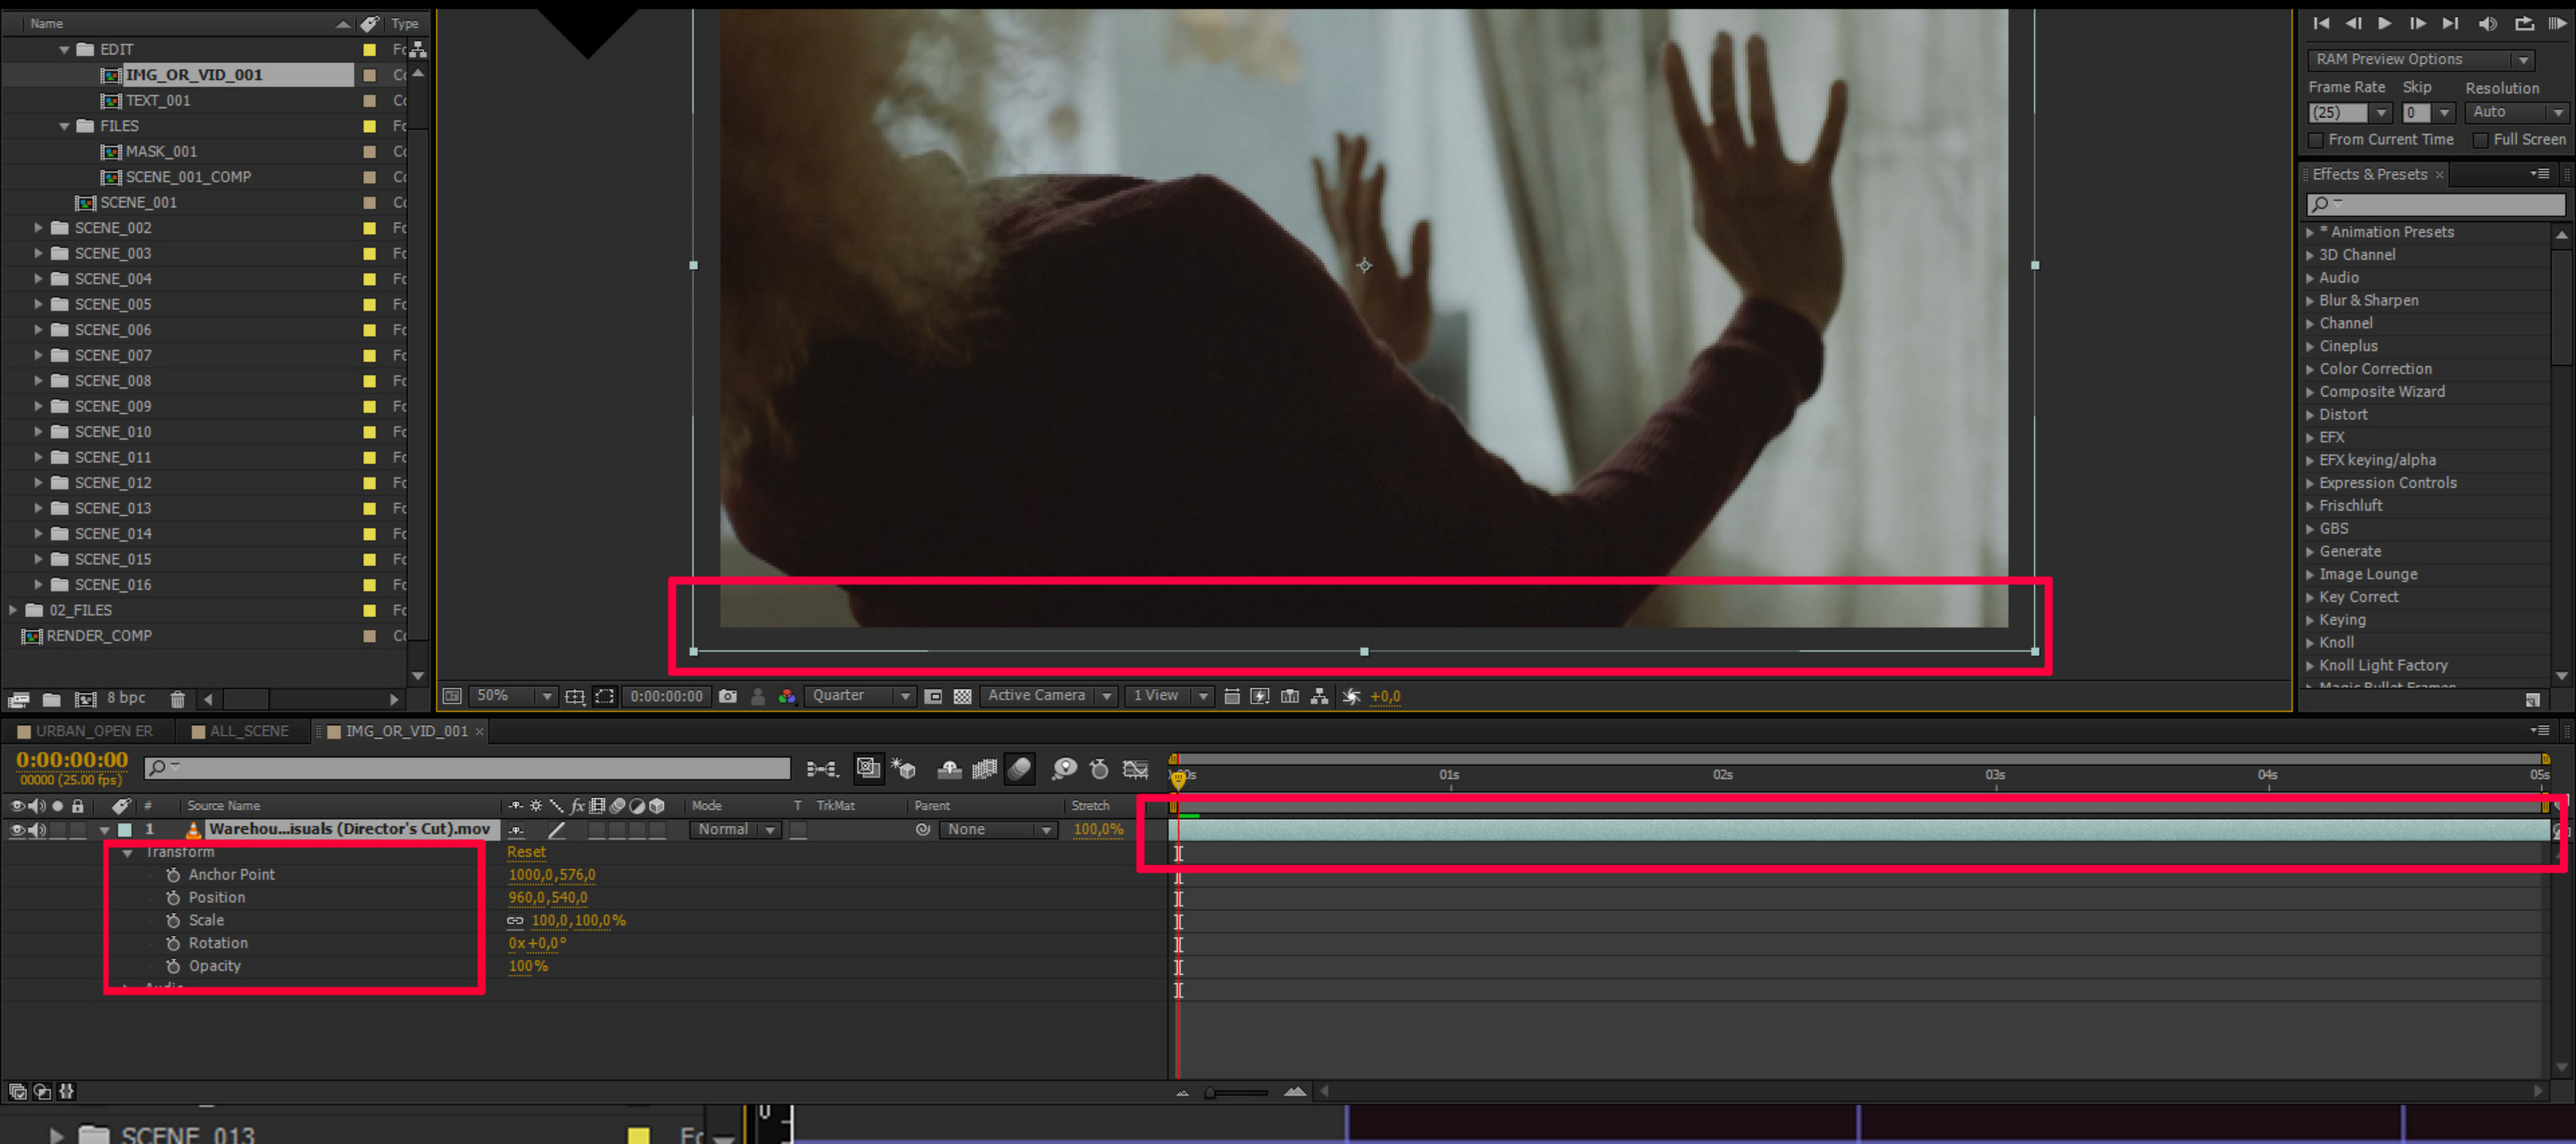 Name Type
EDIT
IMG_OR_VID_001
TEXT_001
FILES
MASK_001
SCENE_001_COMP
SCENE_001
SCENE_002
SCENE_003
SCENE_004
SCENE_005
SCENE_006
SCENE_007
SCENE_008
SCENE_009
SCENE_010
SCENE_011
SCENE_012
SCENE_013
SCENE_014
SCENE_015
SCENE_016
02_FILES
RENDER_COMP
8 bpc
50% 0:00:00:00 Quarter Active Camera 1 View +0,0
RAM Preview Options
Frame Rate Skip Resolution
(25) 0 Auto
From Current Time Full Screen
Effects & Presets
* Animation Presets
3D Channel
Audio
Blur & Sharpen
Channel
Cineplus
Color Correction
Composite Wizard
Distort
EFX
EFX keying/alpha
Expression Controls
Frischluft
GBS
Generate
Image Lounge
Key Correct
Keying
Knoll
Knoll Light Factory
Magic Bullet Frames
URBAN_OPEN ER ALL_SCENE IMG_OR_VID_001
0:00:00:00
00000 (25.00 fps)
01s 02s 03s 04s 05s
# Source Name fx Mode T TrkMat Parent Stretch
1 Warehou...isuals (Director's Cut).mov Normal None 100,0%
Transform Reset
Anchor Point 1000,0,576,0
Position 960,0,540,0
Scale 100,0,100,0%
Rotation 0x+0,0°
Opacity 100%
Audio
SCENE_013